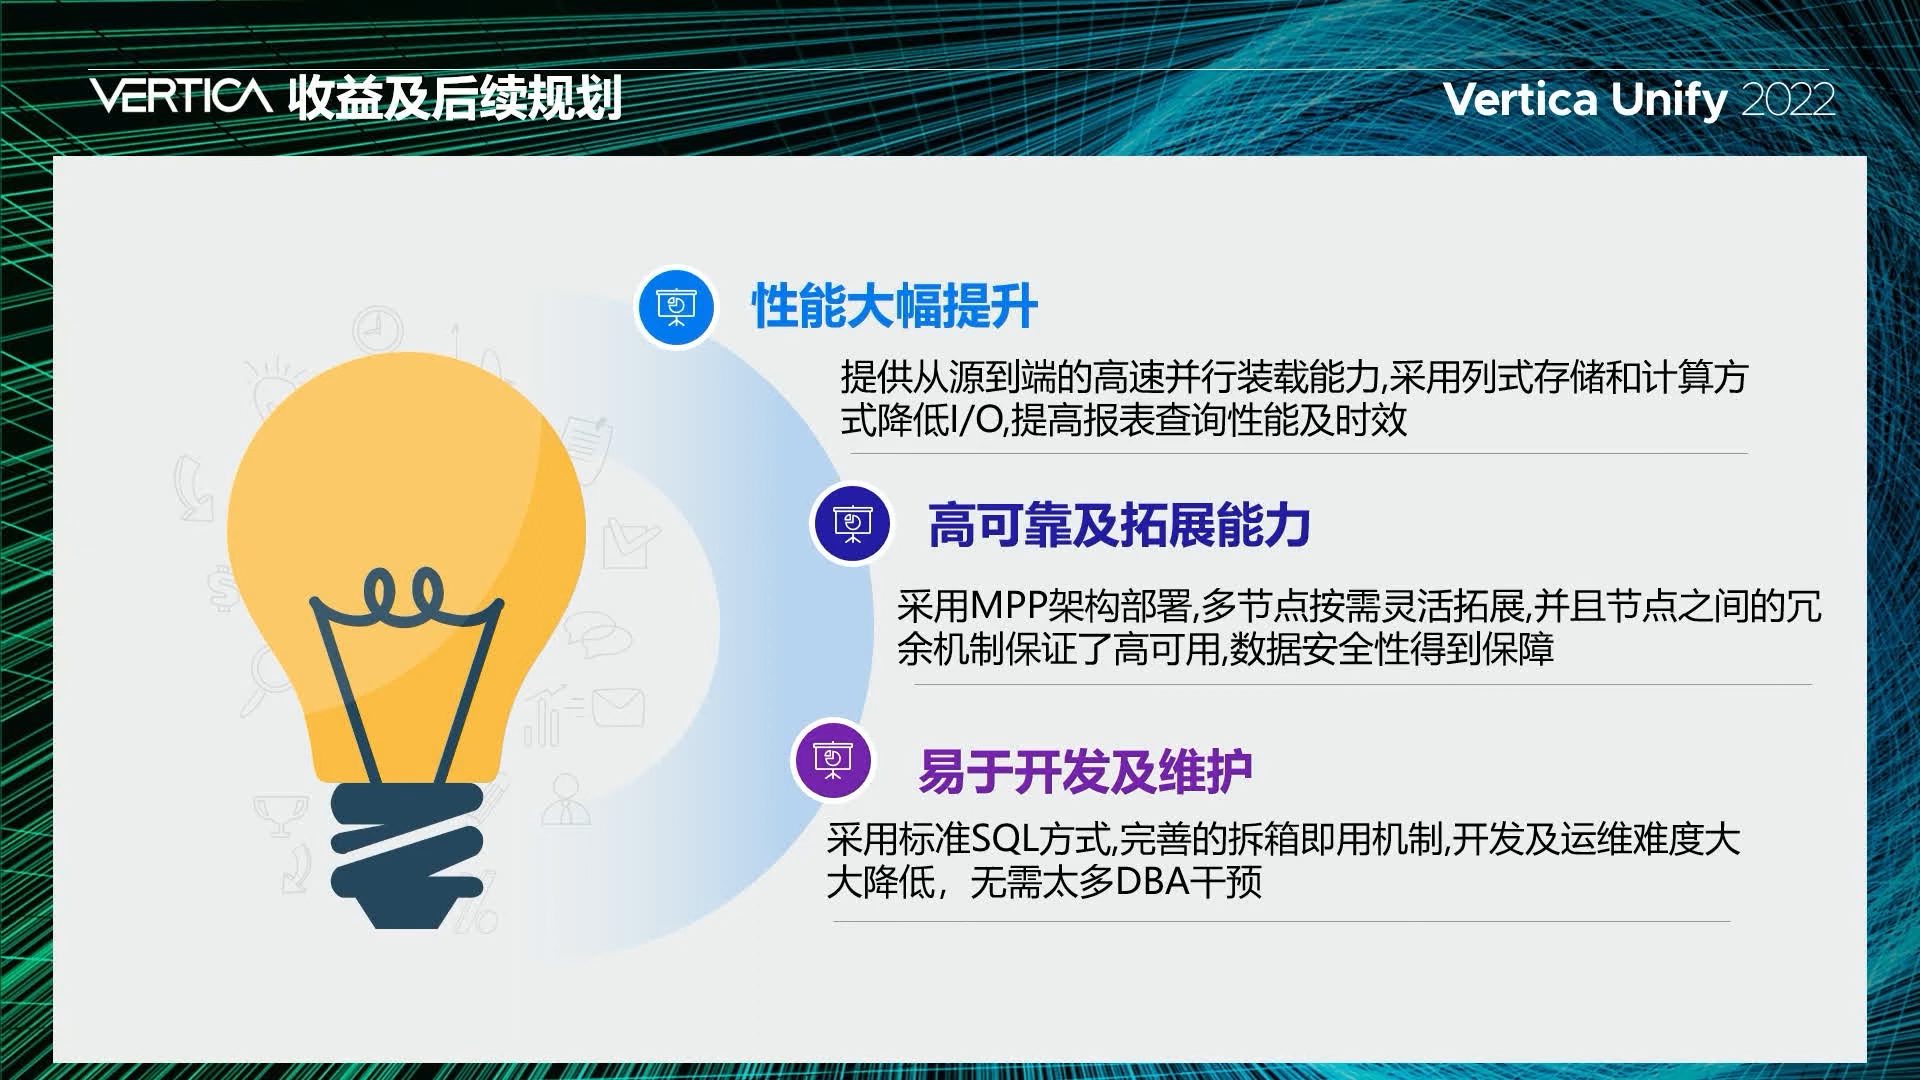 VERTICA 收益及后续规划
Vertica Unify 2022
性能大幅提升
提供从源到端的高速并行装载能力,采用列式存储和计算方
式降低I/O,提高报表查询性能及时效
高可靠及拓展能力
采用MPP架构部署,多节点按需灵活拓展,并且节点之间的冗
余机制保证了高可用,数据安全性得到保障
易于开发及维护
采用标准SQL方式,完善的拆箱即用机制,开发及运维难度大
大降低，无需太多DBA干预